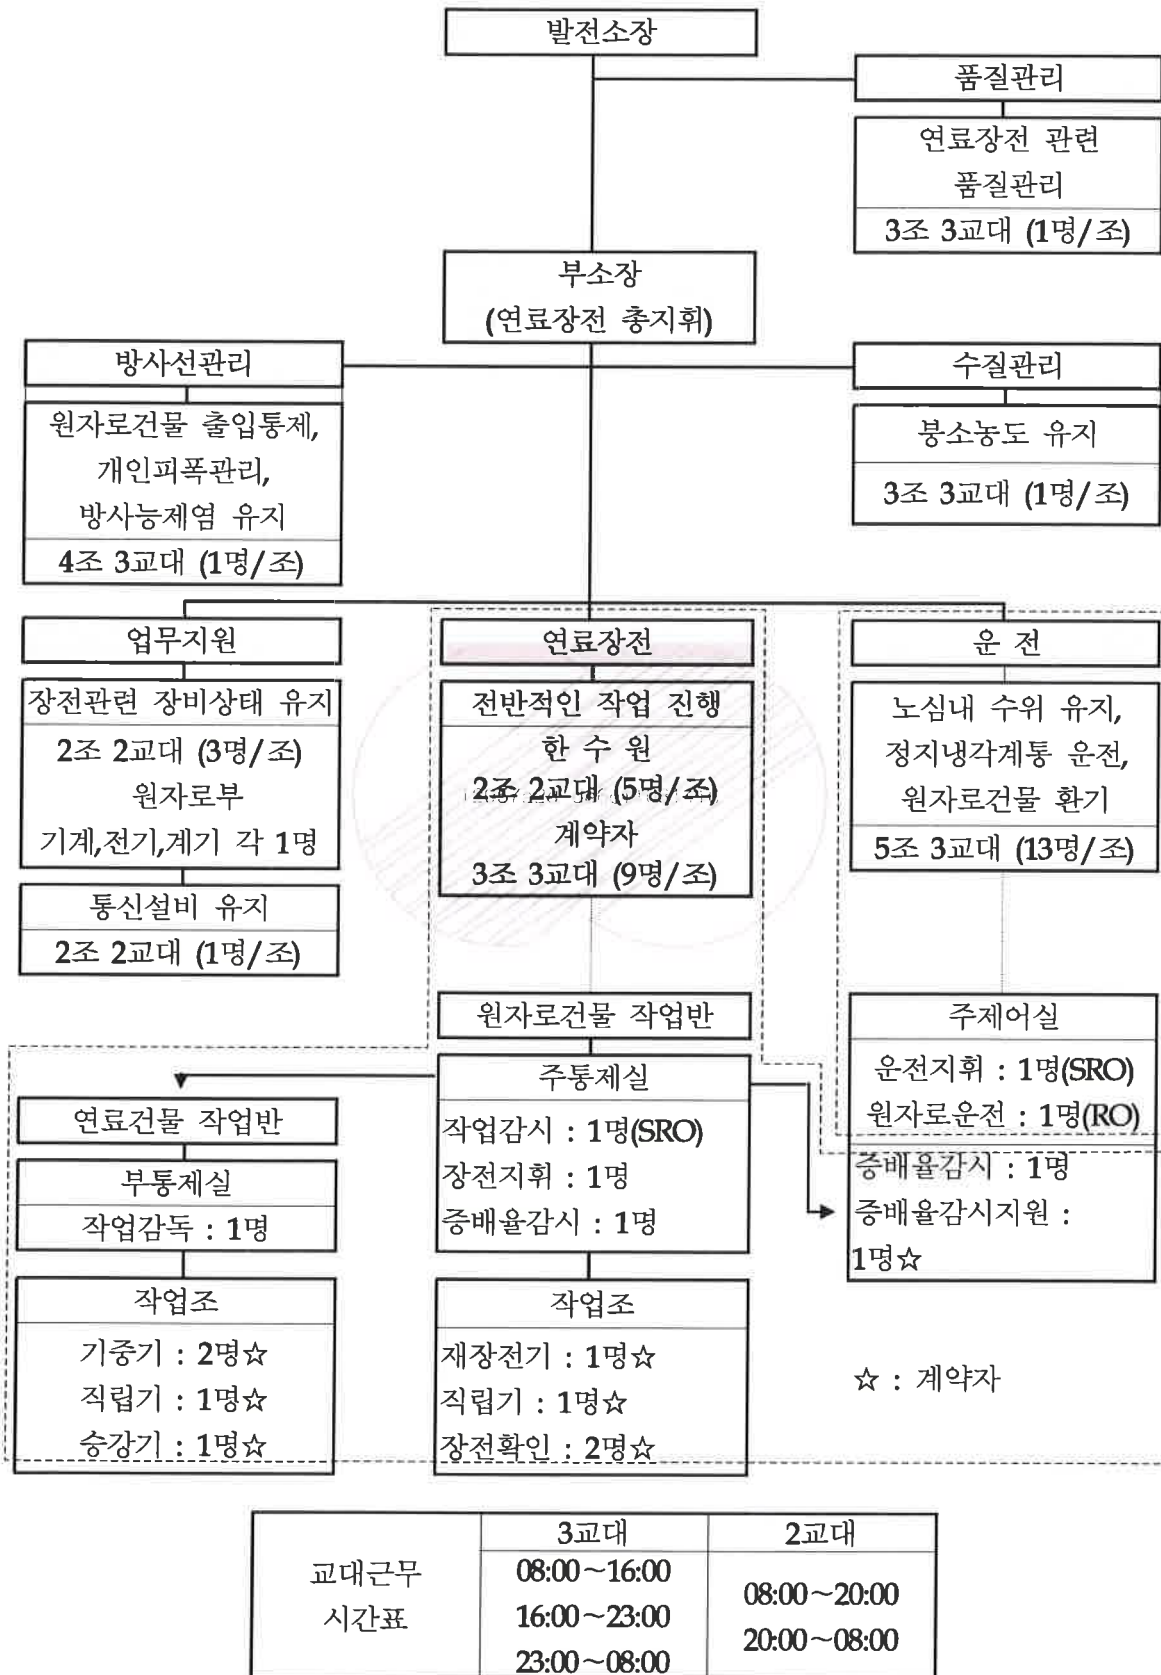 발전소장
품질관리
연료장전 관련
품질관리
3조 3교대 (1명/조)
부소장
(연료장전 총지휘)
방사선관리
원자로건물 출입통제,
개인피폭관리,
방사능제염 유지
4조 3교대 (1명/조)
수질관리
붕소농도 유지
3조 3교대 (1명/조)
업무지원
장전관련 장비상태 유지
2조 2교대 (3명/조)
원자로부
기계,전기,계기 각 1명
통신설비 유지
2조 2교대 (1명/조)
연료장전
전반적인 작업 진행
한 수 원
2조 2교대 (5명/조)
계약자
3조 3교대 (9명/조)
운 전
노심내 수위 유지,
정지냉각계통 운전,
원자로건물 환기
5조 3교대 (13명/조)
원자로건물 작업반
주통제실
작업감시 : 1명(SRO)
장전지휘 : 1명
증배율감시 : 1명
주제어실
운전지휘 : 1명(SRO)
원자로운전 : 1명(RO)
증배율감시 : 1명
증배율감시지원 :
1명☆
연료건물 작업반
부통제실
작업감독 : 1명
작업조
기중기 : 2명☆
직립기 : 1명☆
승강기 : 1명☆
작업조
재장전기 : 1명☆
직립기 : 1명☆
장전확인 : 2명☆
☆ : 계약자
교대근무
시간표
3교대
08:00~16:00
16:00~23:00
23:00~08:00
2교대
08:00~20:00
20:00~08:00